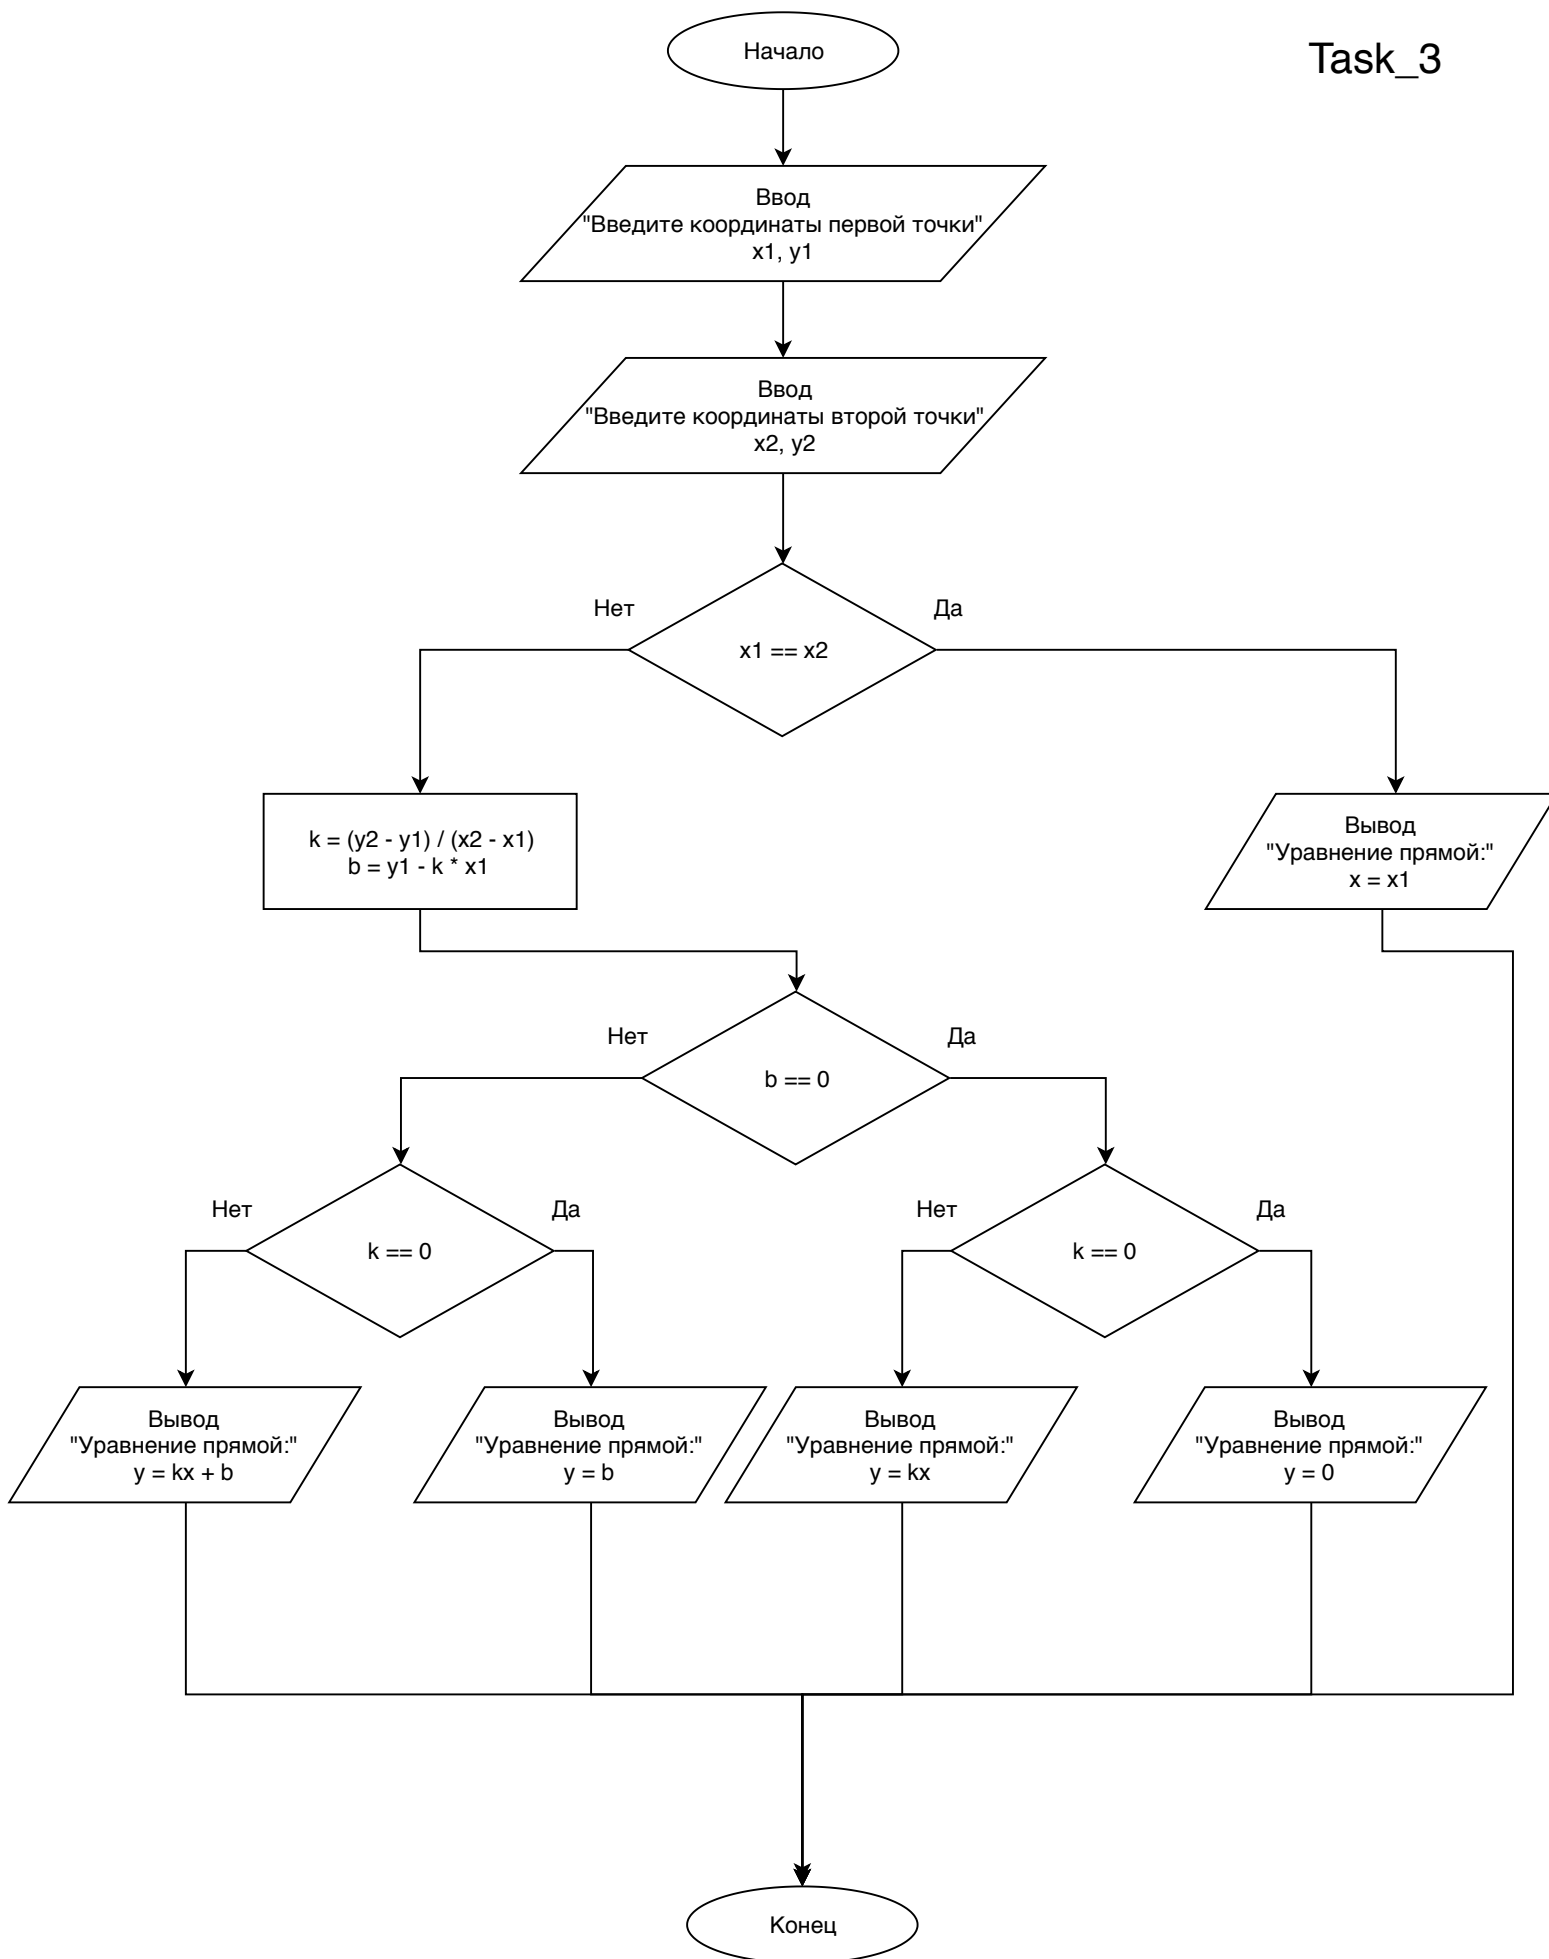 Начало
Task_3
Ввод
"Введите координаты первой точки"
x1, y1
Ввод
"Введите координаты второй точки"
x2, y2
Нет
Да
x1 == x2
k = (y2 - y1) / (x2 - x1)
b = y1 - k * x1
Вывод
"Уравнение прямой:"
x = x1
Нет
Да
b == 0
Нет
Да
k == 0
Нет
Да
k == 0
Вывод
"Уравнение прямой:"
y = kx + b
Вывод
"Уравнение прямой:"
y = b
Вывод
"Уравнение прямой:"
y = kx
Вывод
"Уравнение прямой:"
y = 0
Конец